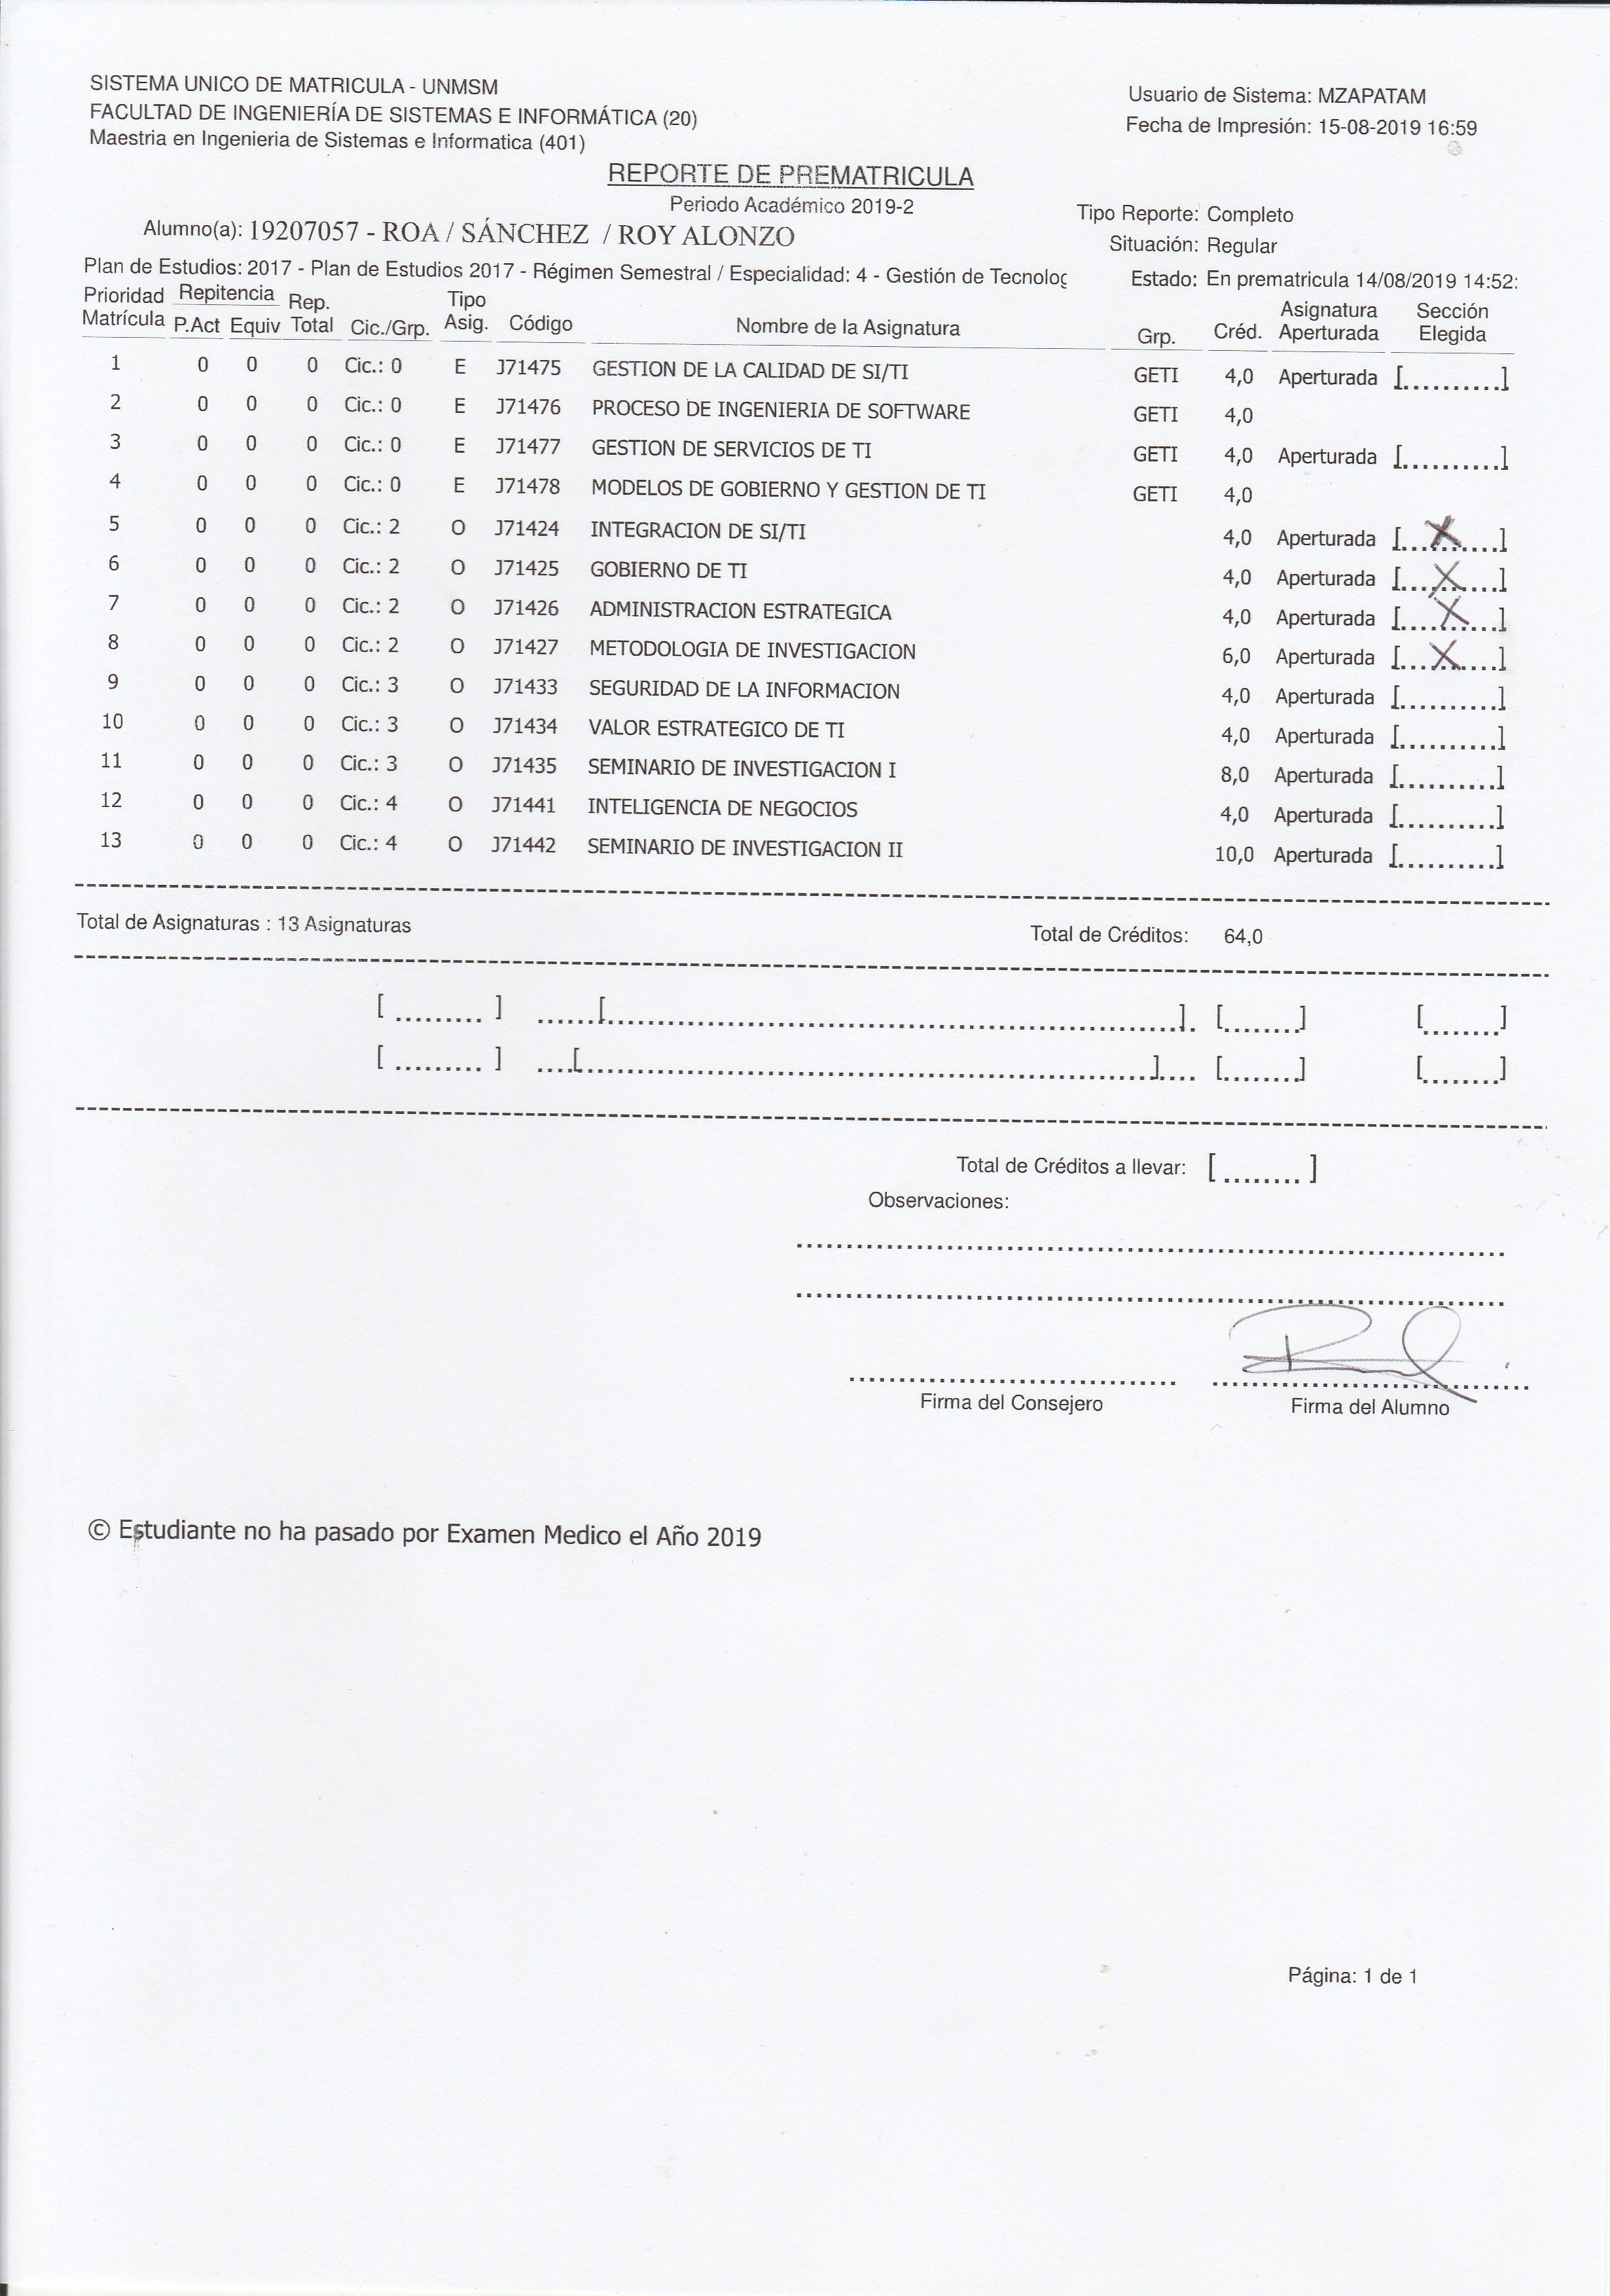 SISTEMA UNICO DE MATRICULA - UNMSM
Usuario de Sistema: MZAPATAM
FACULTAD DE INGENIERÍA DE SISTEMAS E INFORMÁTICA (20)
Fecha de Impresión: 15-08-2019 16:59
Maestria en Ingenieria de Sistemas e Informatica (401)
REPORTE DE PREMATRICULA
Periodo Académico 2019-2
Tipo Reporte: Completo
Alumno(a): 19207057 - ROA / SÁNCHEZ / ROY ALONZO
Situación: Regular
Plan de Estudios: 2017 - Plan de Estudios 2017 - Régimen Semestral / Especialidad: 4 - Gestión de Tecnolog
Estado: En prematricula 14/08/2019 14:52:
Prioridad Matrícula Repitencia P.Act Equiv Rep. Total Cic./Grp. Tipo Asig. Código Nombre de la Asignatura Grp. Créd. Asignatura Aperturada Sección Elegida
1 0 0 0 Cic.: 0 E J71475 GESTION DE LA CALIDAD DE SI/TI GETI 4,0 Aperturada [..........]
2 0 0 0 Cic.: 0 E J71476 PROCESO DE INGENIERIA DE SOFTWARE GETI 4,0
3 0 0 0 Cic.: 0 E J71477 GESTION DE SERVICIOS DE TI GETI 4,0 Aperturada [..........]
4 0 0 0 Cic.: 0 E J71478 MODELOS DE GOBIERNO Y GESTION DE TI GETI 4,0
5 0 0 0 Cic.: 2 O J71424 INTEGRACION DE SI/TI 4,0 Aperturada [...X...]
6 0 0 0 Cic.: 2 O J71425 GOBIERNO DE TI 4,0 Aperturada [...X...]
7 0 0 0 Cic.: 2 O J71426 ADMINISTRACION ESTRATEGICA 4,0 Aperturada [...X...]
8 0 0 0 Cic.: 2 O J71427 METODOLOGIA DE INVESTIGACION 6,0 Aperturada [...X...]
9 0 0 0 Cic.: 3 O J71433 SEGURIDAD DE LA INFORMACION 4,0 Aperturada [..........]
10 0 0 0 Cic.: 3 O J71434 VALOR ESTRATEGICO DE TI 4,0 Aperturada [..........]
11 0 0 0 Cic.: 3 O J71435 SEMINARIO DE INVESTIGACION I 8,0 Aperturada [..........]
12 0 0 0 Cic.: 4 O J71441 INTELIGENCIA DE NEGOCIOS 4,0 Aperturada [..........]
13 0 0 0 Cic.: 4 O J71442 SEMINARIO DE INVESTIGACION II 10,0 Aperturada [..........]
Total de Asignaturas : 13 Asignaturas Total de Créditos: 64,0
[.........] ......[..........]. [........] [........]
[.........] ....[..........].... [........] [........]
Total de Créditos a llevar: [........]
Observaciones:
Firma del Consejero Firma del Alumno
© Estudiante no ha pasado por Examen Medico el Año 2019
Página: 1 de 1